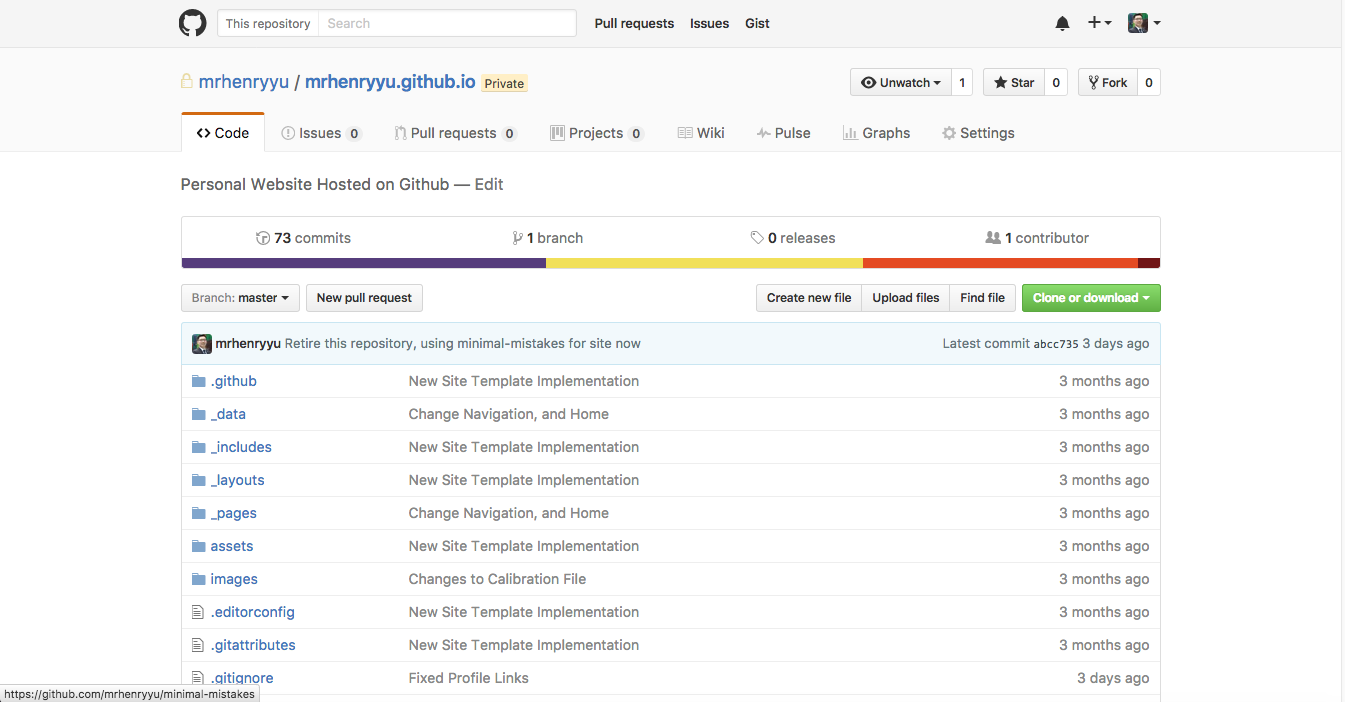 This repository Search Pull requests Issues Gist
mrhenryyu / mrhenryyu.github.io Private Unwatch 1 Star 0 Fork 0
Code Issues 0 Pull requests 0 Projects 0 Wiki Pulse Graphs Settings
Personal Website Hosted on Github — Edit
73 commits 1 branch 0 releases 1 contributor
Branch: master New pull request Create new file Upload files Find file Clone or download
mrhenryyu Retire this repository, using minimal-mistakes for site now Latest commit abcc735 3 days ago
.github New Site Template Implementation 3 months ago
_data Change Navigation, and Home 3 months ago
_includes New Site Template Implementation 3 months ago
_layouts New Site Template Implementation 3 months ago
_pages Change Navigation, and Home 3 months ago
assets New Site Template Implementation 3 months ago
images Changes to Calibration File 3 months ago
.editorconfig New Site Template Implementation 3 months ago
.gitattributes New Site Template Implementation 3 months ago
.gitignore Fixed Profile Links 3 days ago
https://github.com/mrhenryyu/minimal-mistakes